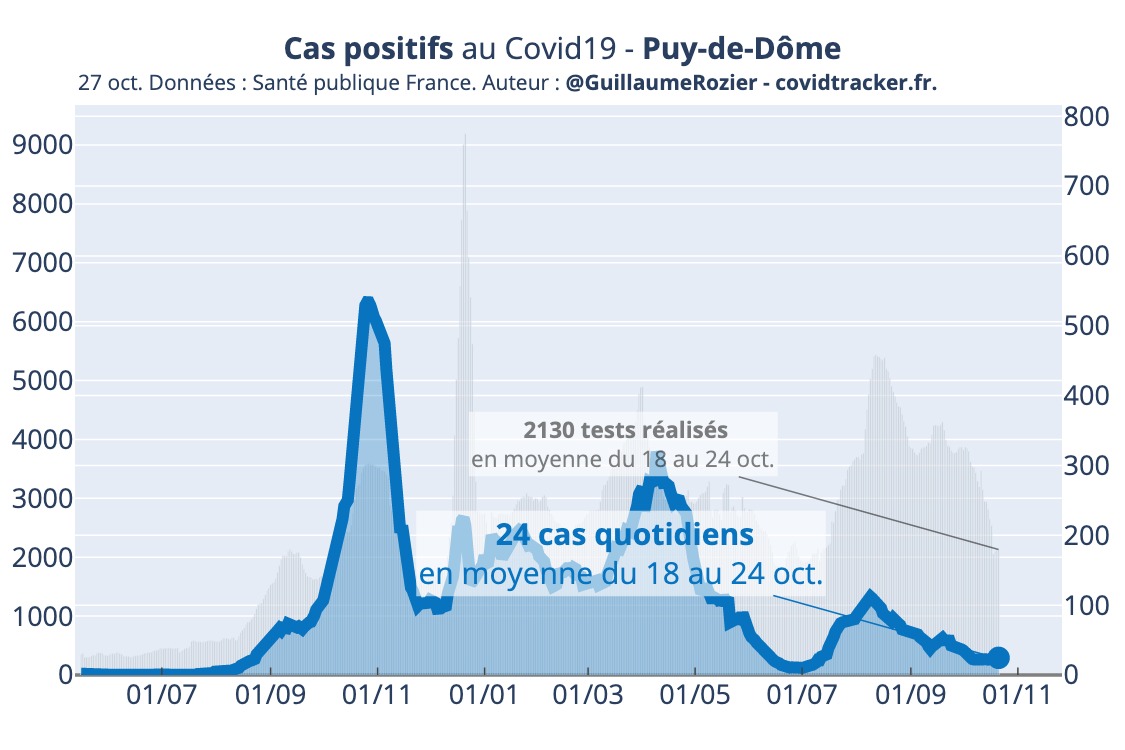 Cas positifs au Covid19 - Puy-de-Dôme
27 oct. Données : Santé publique France. Auteur : @GuillaumeRozier - covidtracker.fr.
9000
8000
7000
6000
5000
4000
3000
2000
1000
0
800
700
600
500
400
300
200
100
0
2130 tests réalisés
en moyenne du 18 au 24 oct.
24 cas quotidiens
en moyenne du 18 au 24 oct.
01/07 01/09 01/11 01/01 01/03 01/05 01/07 01/09 01/11